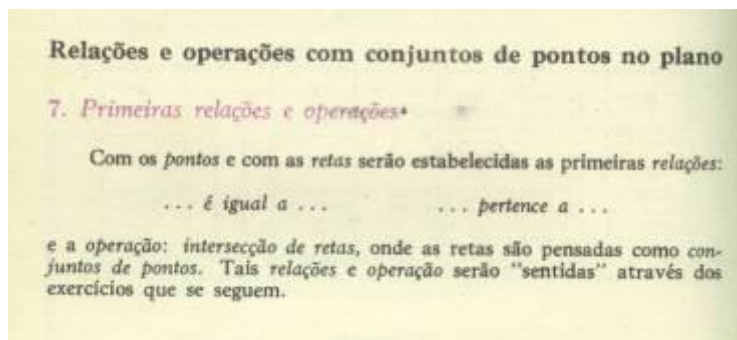 Relações e operações com conjuntos de pontos no plano
7. Primeiras relações e operações
Com os pontos e com as retas serão estabelecidas as primeiras relações:
... é igual a ... ... pertence a ...
e a operação: intersecção de retas, onde as retas são pensadas como con-
juntos de pontos. Tais relações e operação serão "sentidas" através dos
exercícios que se seguem.